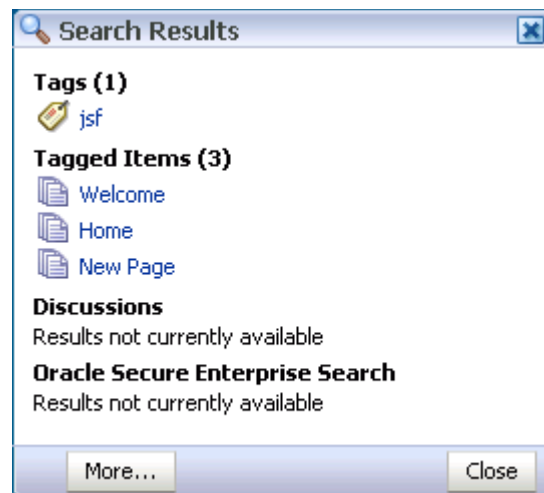 Search Results
Tags (1)
jsf
Tagged Items (3)
Welcome
Home
New Page
Discussions
Results not currently available
Oracle Secure Enterprise Search
Results not currently available
More... Close